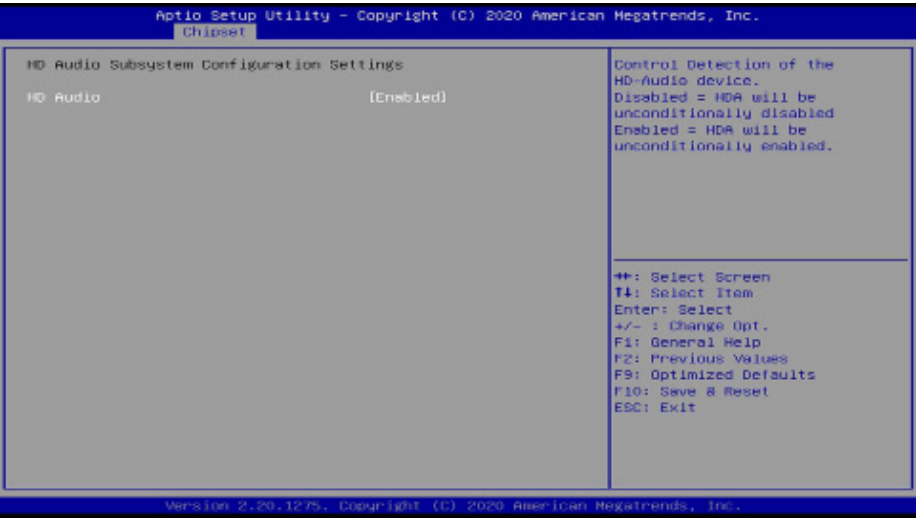 Aptio Setup Utility – Copyright (C) 2020 American Megatrends, Inc.
Chipset
HD Audio Subsystem Configuration Settings
HD Audio [Enabled]
Control Detection of the
HD-Audio device.
Disabled = HDA will be
unconditionally disabled
Enabled = HDA will be
unconditionally enabled.
→←: Select Screen
↑↓: Select Item
Enter: Select
+/- : Change Opt.
F1: General Help
F2: Previous Values
F9: Optimized Defaults
F10: Save & Reset
ESC: Exit
Version 2.20.1275. Copyright (C) 2020 American Megatrends, Inc.